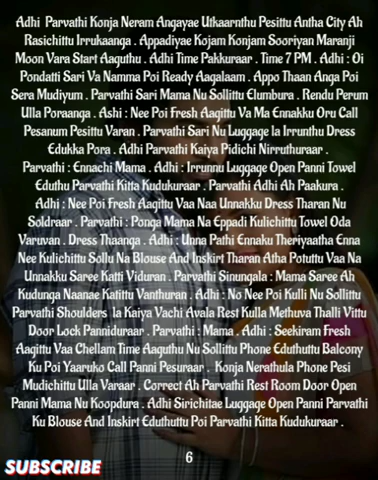 Adhi Parvathi Konja Neram Angayae Utkaarnthu Pesittu Antha City Ah
Rasichittu Irrukaanga . Appadiyae Kojam Konjam Sooriyan Maranji
Moon Vara Start Aaguthu . Adhi Time Pakkuraar . Time 7 PM . Adhi : Oi
Pondatti Sari Va Namma Poi Ready Aagalaam . Appo Thaan Anga Poi
Sera Mudiyum . Parvathi Sari Mama Nu Sollittu Elumbura . Rendu Perum
Ulla Poraanga . Ashi : Nee Poi Fresh Aagittu Va Ma Ennakku Oru Call
Pesanum Pesittu Varan . Parvathi Sari Nu Luggage la Irrunthu Dress
Edukka Pora . Adhi Parvathi Kaiya Pidichi Nirruthuraar .
Parvathi : Ennachi Mama . Adhi : Irrunnu Luggage Open Panni Towel
Eduthu Parvathi Kitta Kudukuraar . Parvathi Adhi Ah Paakura .
Adhi : Nee Poi Fresh Aagittu Vaa Naa Unnakku Dress Tharan Nu
Soldraar . Parvathi : Ponga Mama Na Eppadi Kulichittu Towel Oda
Varuvan . Dress Thaanga . Adhi : Unna Pathi Ennaku Theriyaatha Enna
Nee Kulichittu Sollu Na Blouse And Inskirt Tharan Atha Potuttu Vaa Na
Unnakku Saree Katti Viduran . Parvathi Sinungala : Mama Saree Ah
Kudunga Naanae Katittu Vanthuran . Adhi : No Nee Poi Kulli Nu Sollittu
Parvathi Shoulders la Kaiya Vachi Avala Rest Kulla Methuva Thalli Vittu
Door Lock Panniduraar . Parvathi : Mama . Adhi : Seekiram Fresh
Aagittu Vaa Chellam Time Aaguthu Nu Sollittu Phone Eduthuttu Balcony
Ku Poi Yaaruko Call Panni Pesuraar . Konja Nerathula Phone Pesi
Mudichittu Ulla Varaar . Correct Ah Parvathi Rest Room Door Open
Panni Mama Nu Koopdura . Adhi Sirichitae Luggage Open Panni Parvathi
Ku Blouse And Inskirt Eduthuttu Poi Parvathi Kitta Kudukuraar .
6
SUBSCRIBE